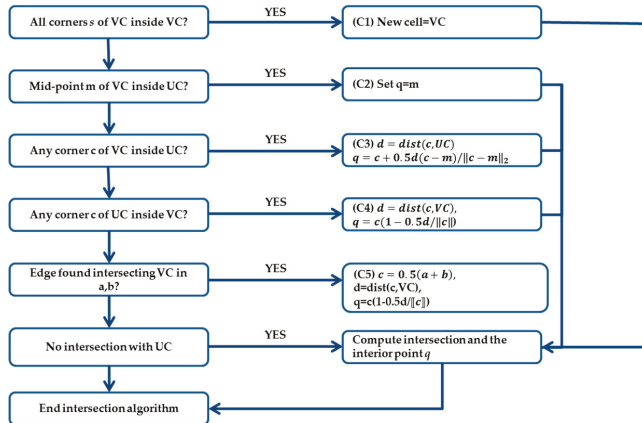 All corners s of VC inside VC?
YES
(C1) New cell=VC
Mid-point m of VC inside UC?
YES
(C2) Set q=m
Any corner c of VC inside UC?
YES
(C3) d = dist(c,UC)
q = c + 0.5d(c − m)/‖c − m‖₂
Any corner c of UC inside VC?
YES
(C4) d = dist(c,VC),
q = c(1 − 0.5d/‖c‖)
Edge found intersecting VC in
a,b?
YES
(C5) c = 0.5(a + b),
d=dist(c,VC),
q=c(1-0.5d/⟦c⟧)
No intersection with UC
YES
Compute intersection and the
interior point q
End intersection algorithm